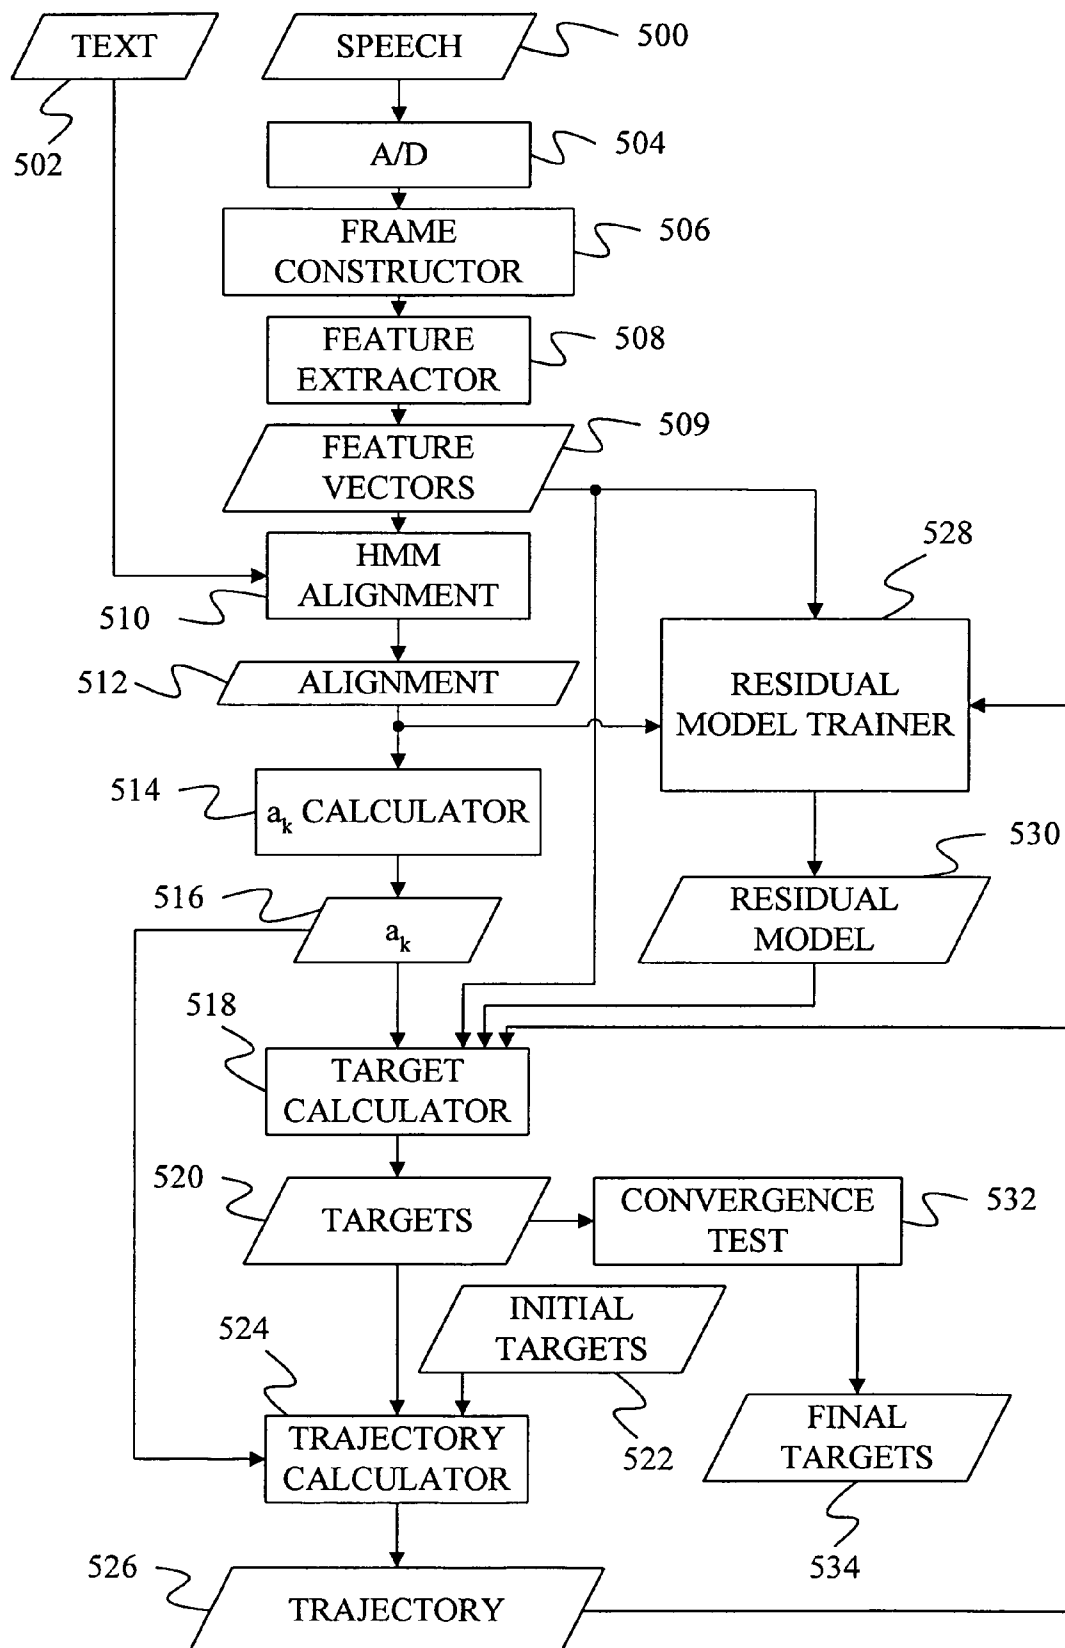 TEXT
SPEECH
500
502
A/D
504
FRAME
CONSTRUCTOR
506
FEATURE
EXTRACTOR
508
FEATURE
VECTORS
509
HMM
ALIGNMENT
510
528
ALIGNMENT
512
RESIDUAL
MODEL TRAINER
514
a_k CALCULATOR
530
516
a_k
RESIDUAL
MODEL
518
TARGET
CALCULATOR
520
TARGETS
CONVERGENCE
TEST
532
INITIAL
TARGETS
524
522
TRAJECTORY
CALCULATOR
FINAL
TARGETS
534
526
TRAJECTORY